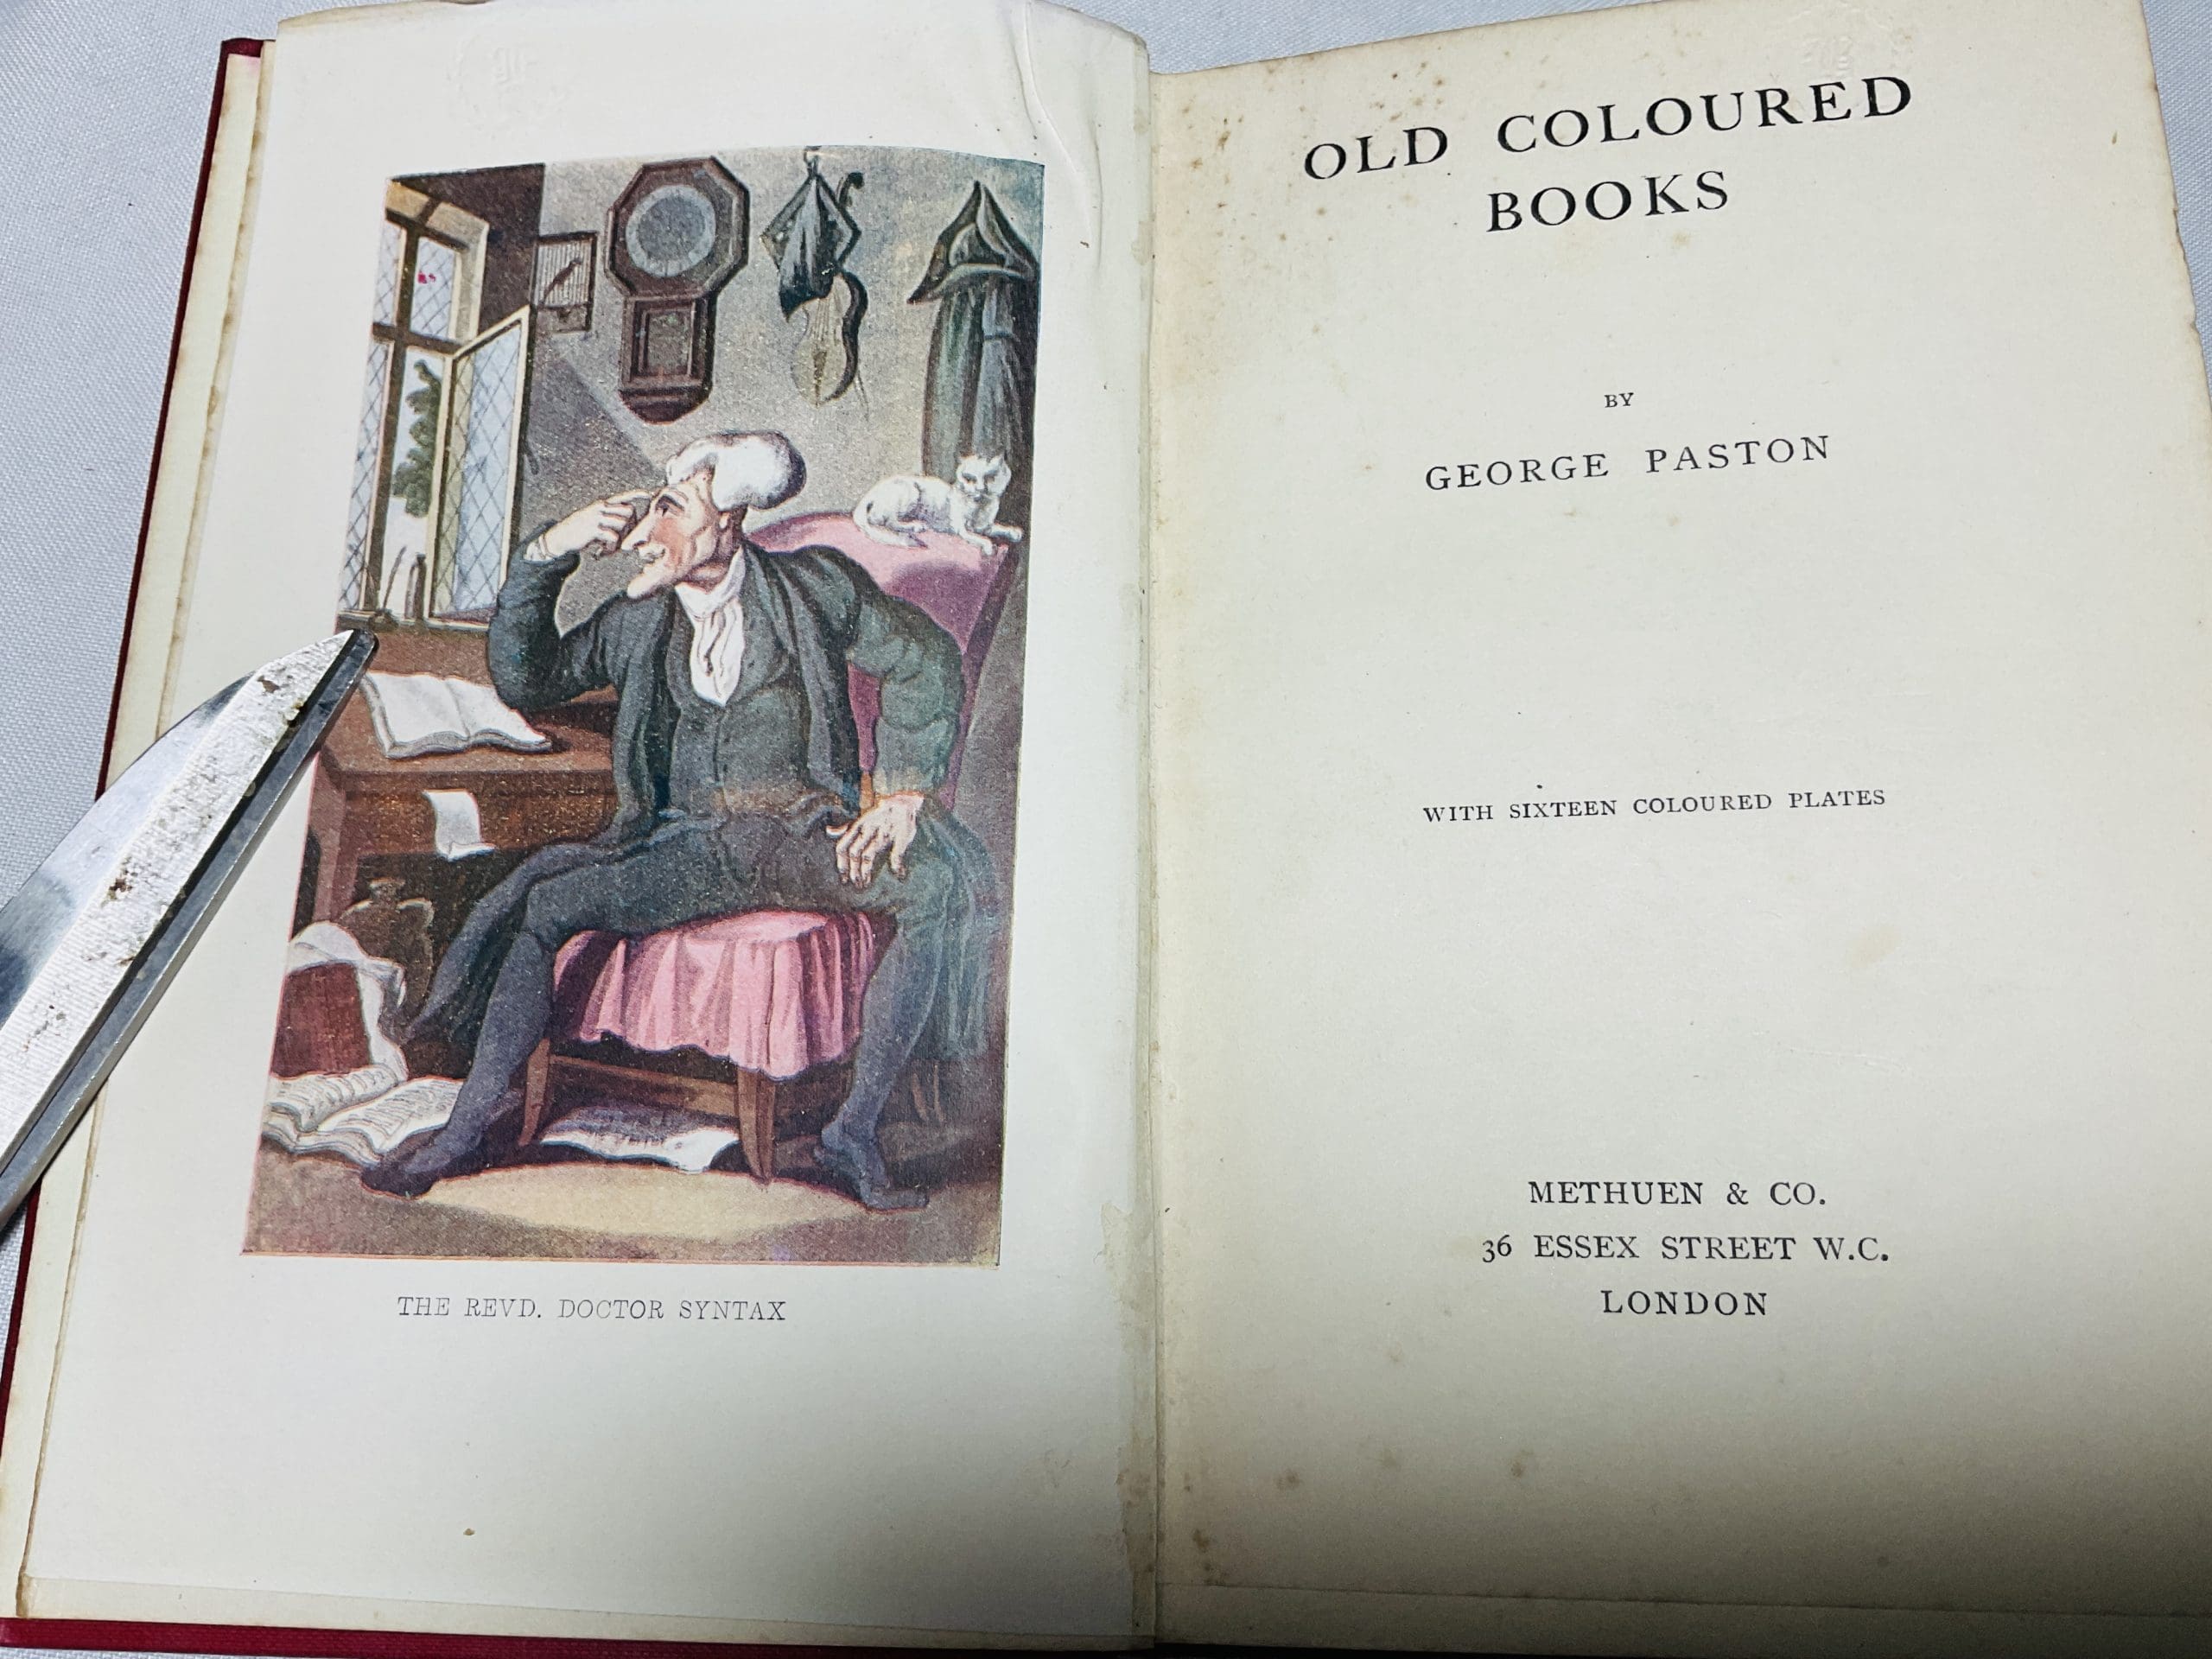 THE REVD. DOCTOR SYNTAX
OLD COLOURED
BOOKS
BY
GEORGE PASTON
WITH SIXTEEN COLOURED PLATES
METHUEN & CO.
36 ESSEX STREET W.C.
LONDON